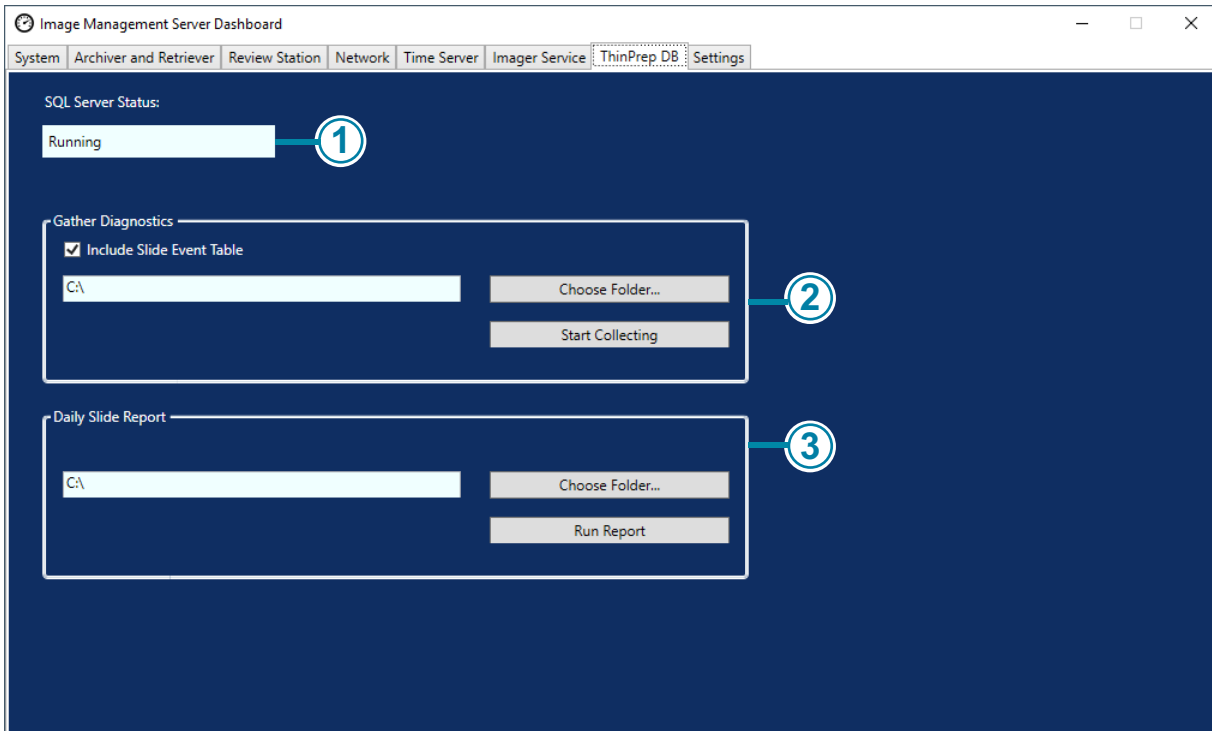 Image Management Server Dashboard
System Archiver and Retriever Review Station Network Time Server Imager Service ThinPrep DB Settings
SQL Server Status:
Running 1
Gather Diagnostics
Include Slide Event Table
C:\ Choose Folder... 2
Start Collecting
Daily Slide Report
3
C:\ Choose Folder...
Run Report